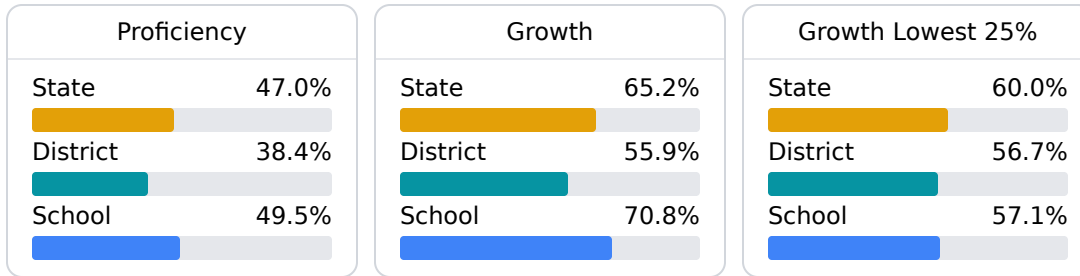 Proficiency
State 47.0%
District 38.4%
School 49.5%
Growth
State 65.2%
District 55.9%
School 70.8%
Growth Lowest 25%
State 60.0%
District 56.7%
School 57.1%